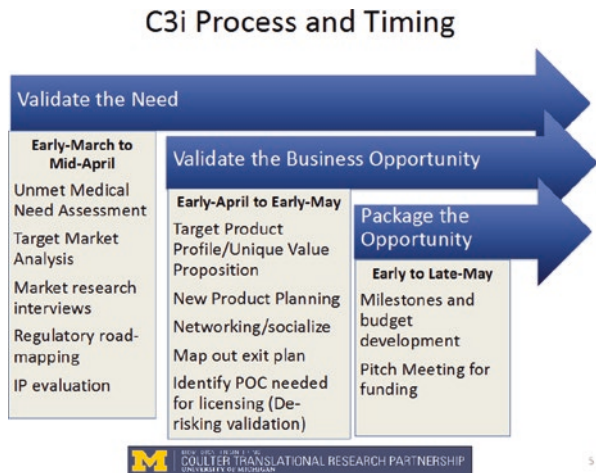 C3i Process and Timing
Validate the Need
Early-March to
Mid-April
Unmet Medical
Need Assessment
Target Market
Analysis
Market research
interviews
Regulatory road-
mapping
IP evaluation
Validate the Business Opportunity
Early-April to Early-May
Target Product
Profile/Unique Value
Proposition
New Product Planning
Networking/socialize
Map out exit plan
Identify POC needed
for licensing (De-
risking validation)
Package the
Opportunity
Early to Late-May
Milestones and
budget
development
Pitch Meeting for
funding
M
COULTER TRANSLATIONAL RESEARCH PARTNERSHIP
UNIVERSITY OF MICHIGAN
5